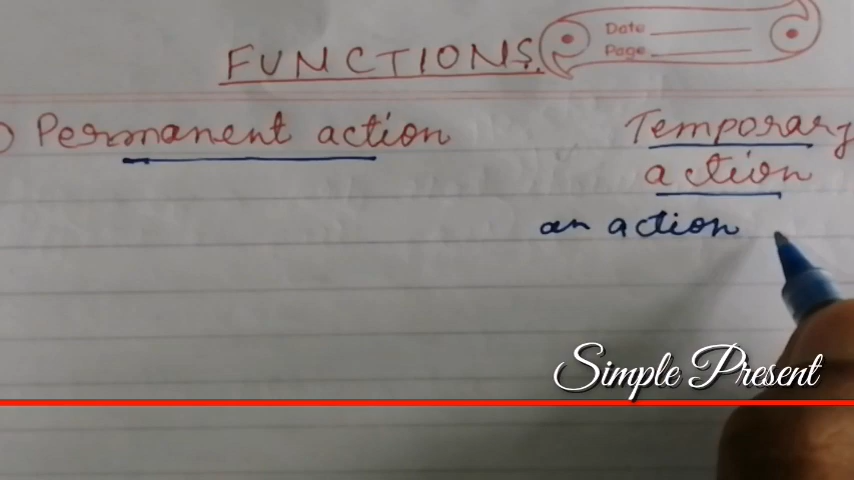 Date
Page
FUNCTIONS.
) Permanent action
Temporary
action
an action
Simple Present